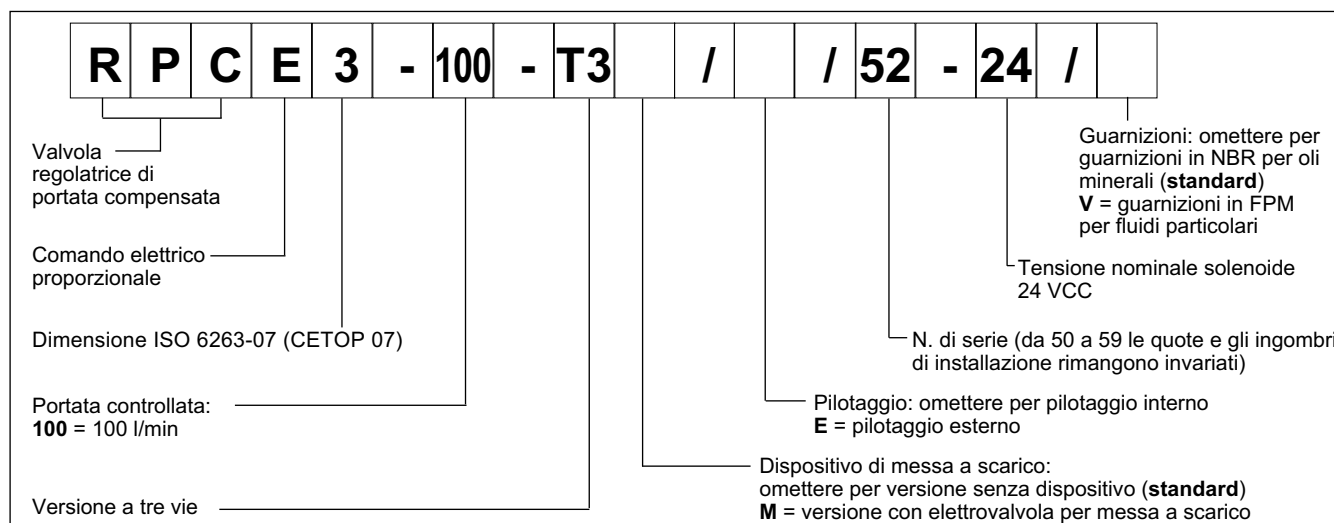 RPCE3 - 100 - T3 / / 52 - 24 /
Valvola
regolatrice di
portata compensata
Comando elettrico
proporzionale
Dimensione ISO 6263-07 (CETOP 07)
Portata controllata:
100 = 100 l/min
Versione a tre vie
Guarnizioni: omettere per
guarnizioni in NBR per oli
minerali (standard)
V = guarnizioni in FPM
per fluidi particolari
Tensione nominale solenoide
24 VCC
N. di serie (da 50 a 59 le quote e gli ingombri
di installazione rimangono invariati)
Pilotaggio: omettere per pilotaggio interno
E = pilotaggio esterno
Dispositivo di messa a scarico:
omettere per versione senza dispositivo (standard)
M = versione con elettrovalvola per messa a scarico